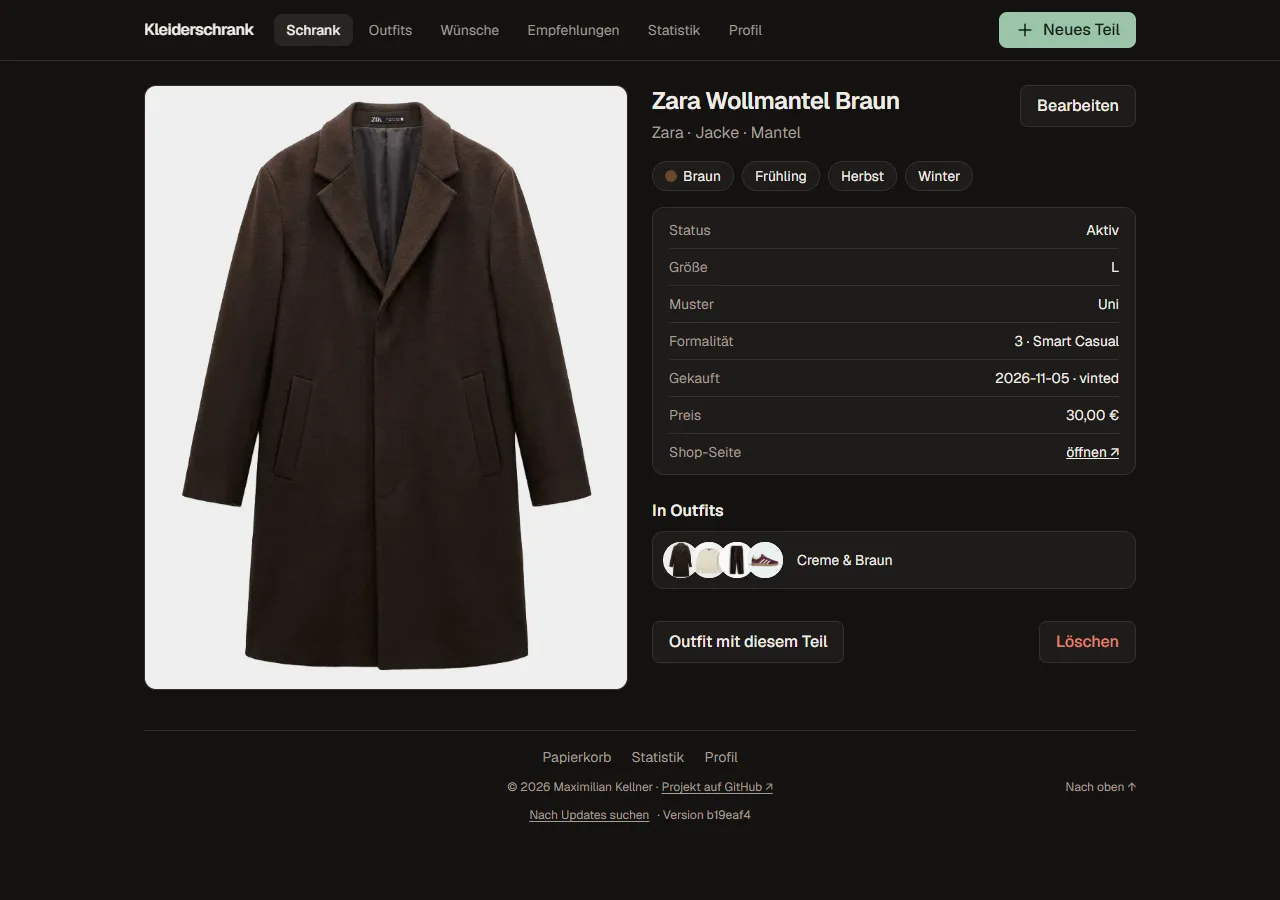 Kleiderschrank
Schrank
Outfits
Wünsche
Empfehlungen
Statistik
Profil
+ Neues Teil
Zara Wollmantel Braun
Bearbeiten
Zara · Jacke · Mantel
Braun
Frühling
Herbst
Winter
Status Aktiv
Größe L
Muster Uni
Formalität 3 · Smart Casual
Gekauft 2026-11-05 · vinted
Preis 30,00 €
Shop-Seite öffnen ↗
In Outfits
Creme & Braun
Outfit mit diesem Teil
Löschen
Papierkorb Statistik Profil
© 2026 Maximilian Kellner · Projekt auf GitHub ↗
Nach oben ↑
Nach Updates suchen · Version b19eaf4